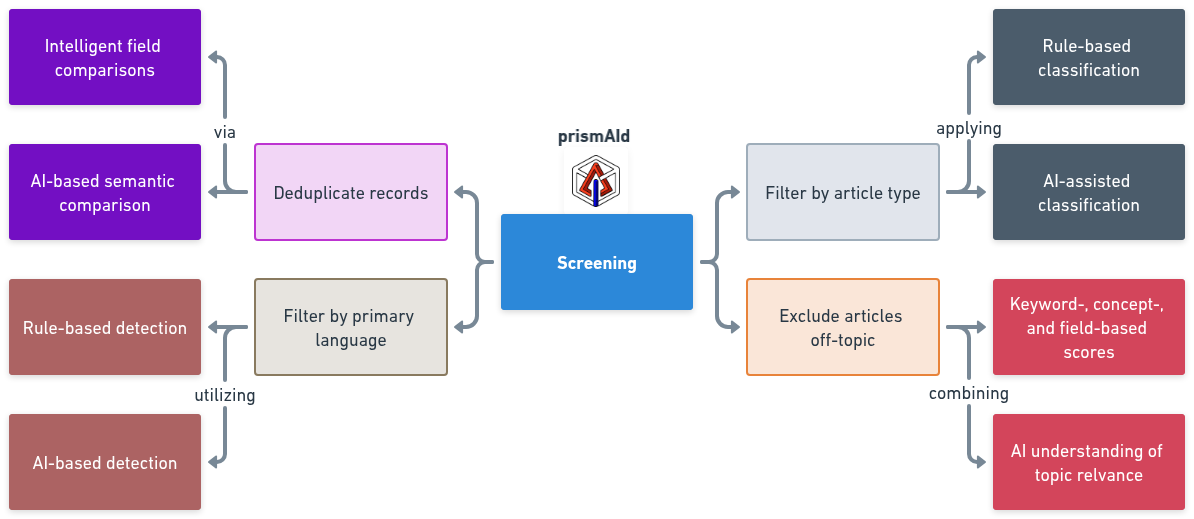 prismAId
Screening
Deduplicate records
via
Intelligent field
comparisons
AI-based semantic
comparison
Filter by primary
language
utilizing
Rule-based detection
AI-based detection
Filter by article type
applying
Rule-based
classification
AI-assisted
classification
Exclude articles
off-topic
combining
Keyword-, concept-,
and field-based
scores
AI understanding of
topic relvance